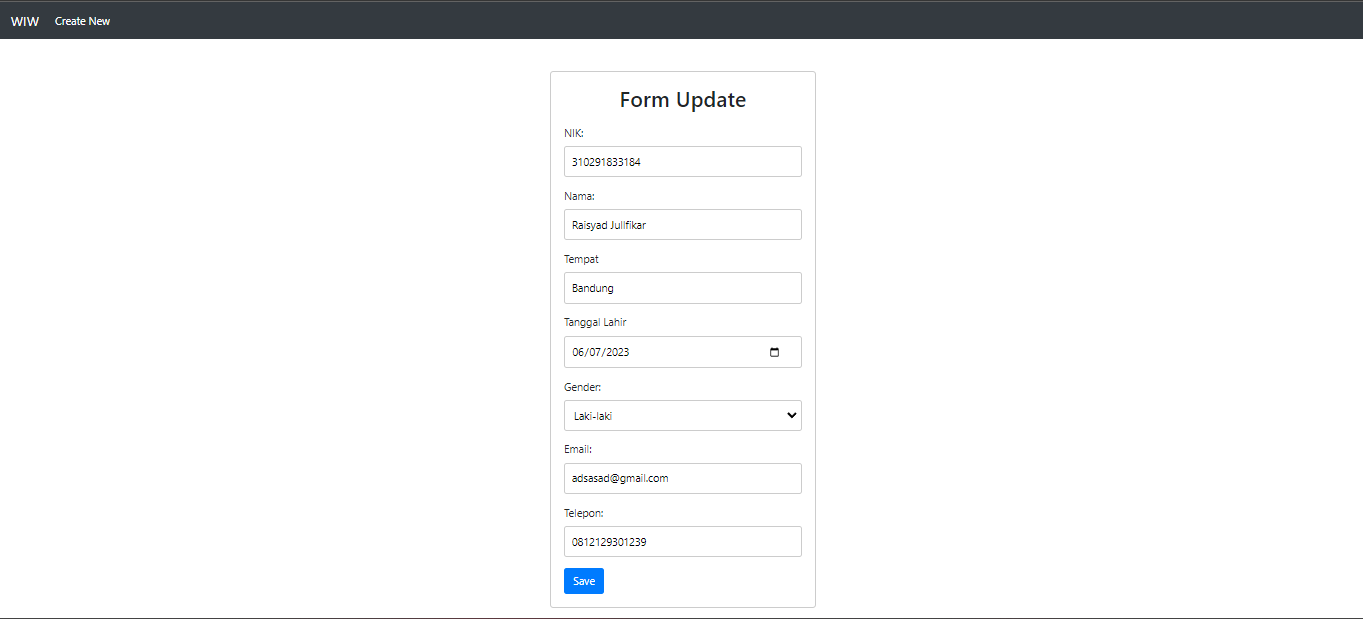 WIW Create New
Form Update
NIK:
310291833184
Nama:
Raisyad Jullfikar
Tempat
Bandung
Tanggal Lahir
06/07/2023
Gender:
Laki-laki
Email:
adsasad@gmail.com
Telepon:
0812129301239
Save